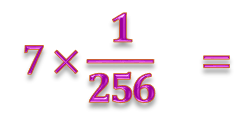 7 × 1/256 =